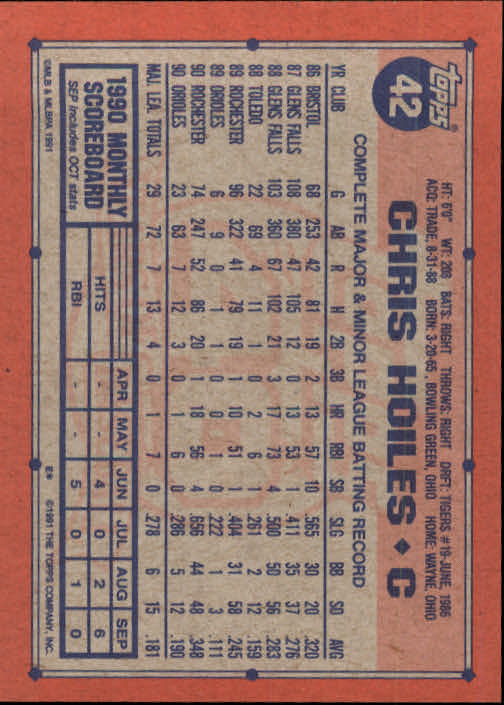 TOPPS®
42
HT: 6'0" WT: 208 BATS: RIGHT THROWS: RIGHT DRFT: TIGERS #19-JUNE, 1986
ACQ: TRADE, 8-31-88 BORN: 3-20-65, BOWLING GREEN, OHIO HOME: WAYNE, OHIO
CHRIS HOILES ◆ C
COMPLETE MAJOR & MINOR LEAGUE BATTING RECORD
YR CLUB G AB R H 2B 3B HR RBI SB SLG BB SO AVG
86 BRISTOL 68 253 42 81 19 2 13 57 10 .565 30 20 .320
87 GLENS FALLS 108 380 47 105 12 0 13 53 1 .411 35 37 .276
88 GLENS FALLS 103 360 67 102 21 3 17 73 4 .500 50 56 .283
88 TOLEDO 22 69 4 11 1 0 2 6 1 .261 2 12 .159
89 ROCHESTER 96 322 41 79 19 1 10 51 1 .404 31 58 .245
89 ORIOLES 6 9 0 1 1 0 0 1 0 .222 1 3 .111
90 ROCHESTER 74 247 52 86 20 1 18 56 4 .656 44 48 .348
90 ORIOLES 23 63 7 12 3 0 1 6 0 .286 5 12 .190
MAJ. LEA. TOTALS 29 72 7 13 4 0 1 7 0 .278 6 15 .181
1990 MONTHLY
SCOREBOARD
SEP includes OCT stats
APR MAY JUN JUL AUG SEP
HITS - - 4 0 2 6
RBI - - 5 0 1 0
©MLB & MLBPA 1991
E* ©1991 THE TOPPS COMPANY, INC.